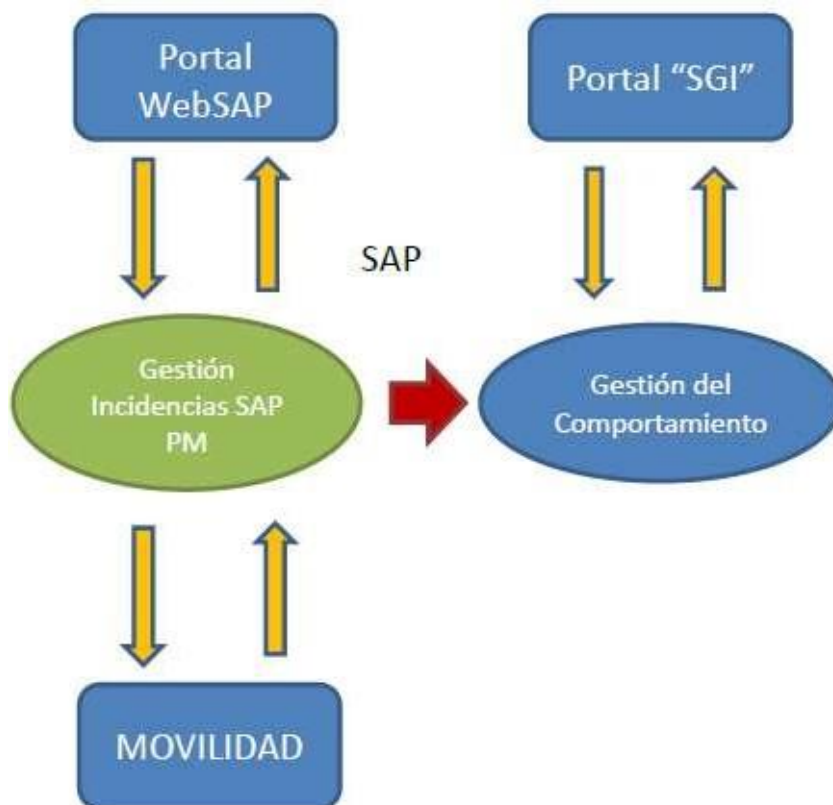 Portal
WebSAP
Portal “SGI”
SAP
Gestión
Incidencias SAP
PM
Gestión del
Comportamiento
MOVILIDAD